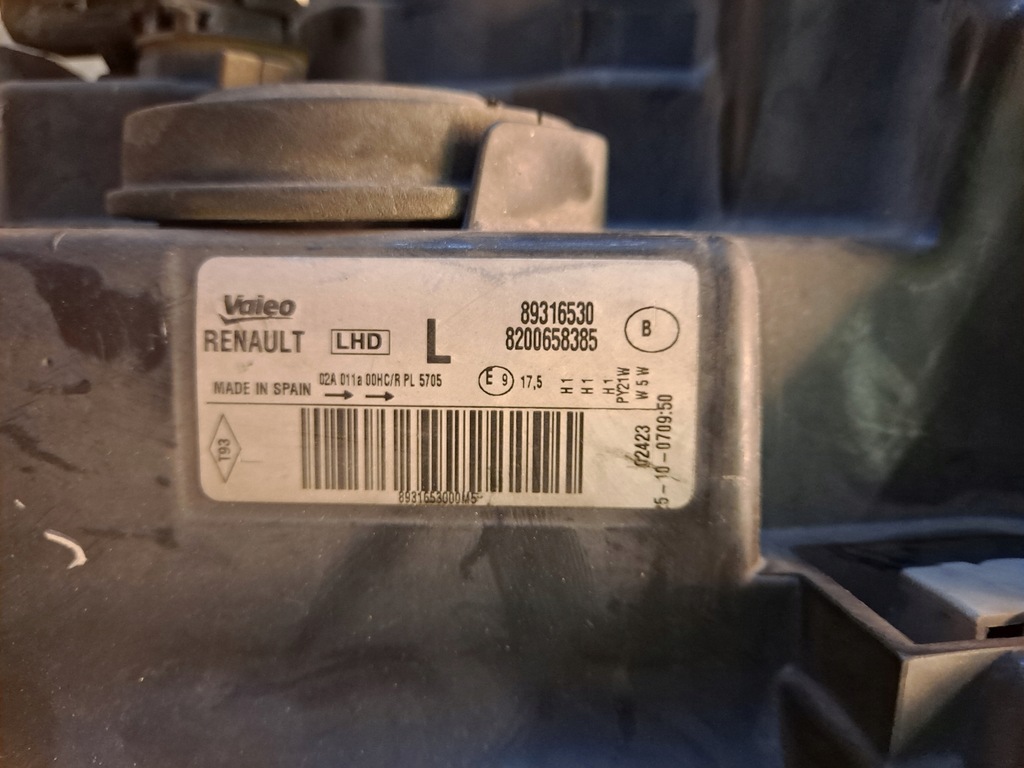 Valeo
RENAULT
LHD
L
89316530
8200658385
B
MADE IN SPAIN
02A 011a 00HC/R PL 5705
E 9
17,5
H1
H1
H1
PY21W
W5W
193
8931653000
02423
5-10-0709:50